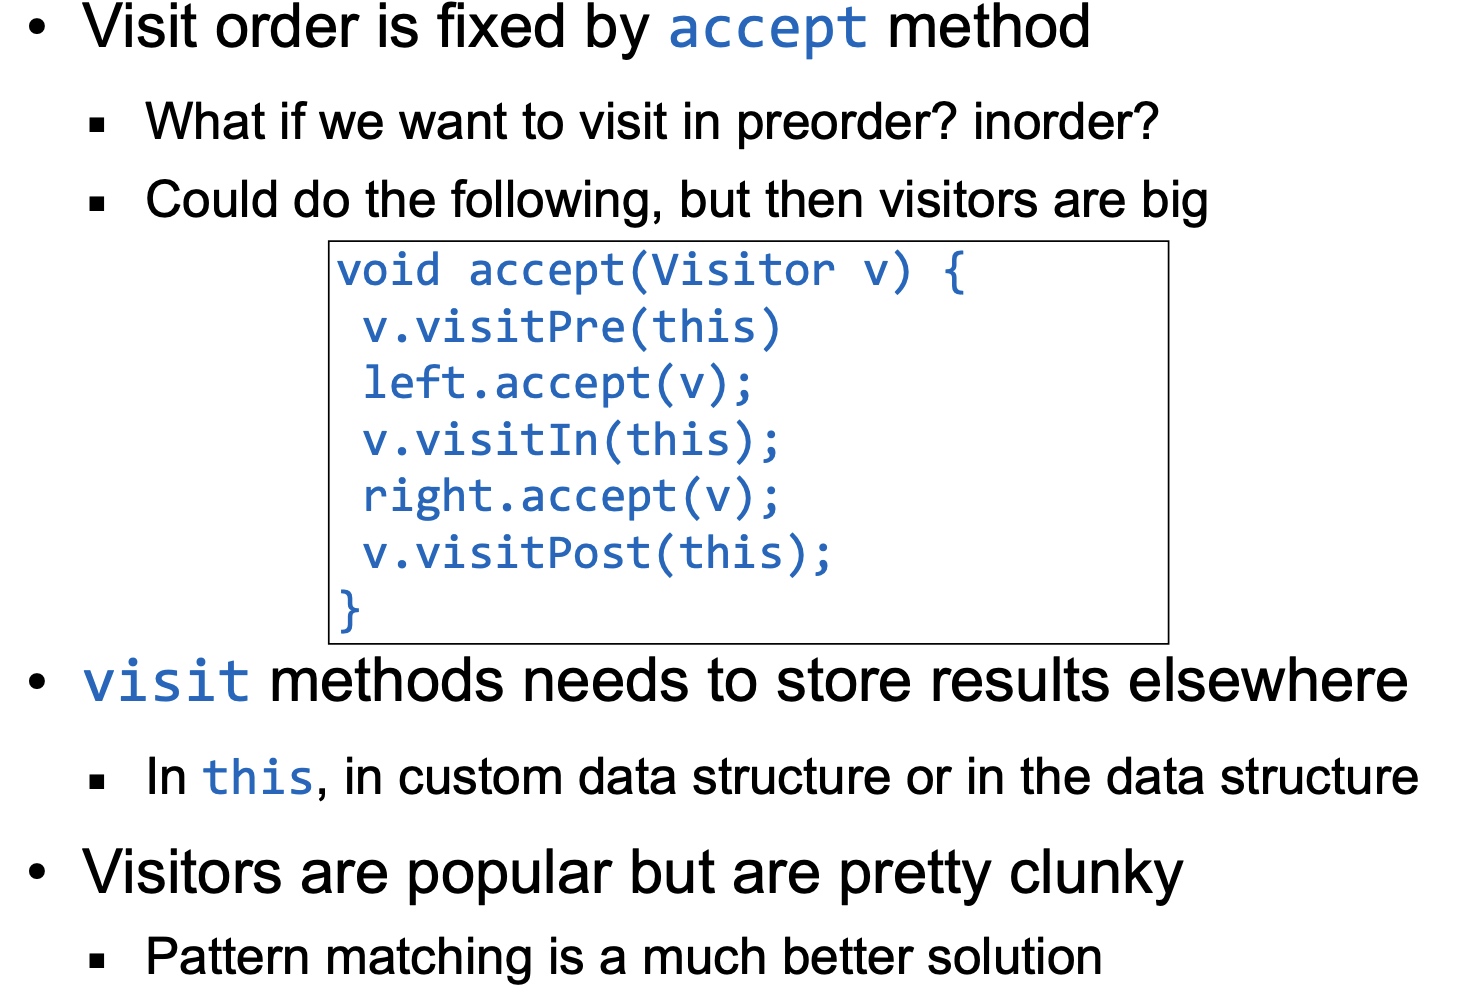 • Visit order is fixed by accept method
▪ What if we want to visit in preorder? inorder?
▪ Could do the following, but then visitors are big
void accept(Visitor v) {
v.visitPre(this)
left.accept(v);
v.visitIn(this);
right.accept(v);
v.visitPost(this);
}
• visit methods needs to store results elsewhere
▪ In this, in custom data structure or in the data structure
• Visitors are popular but are pretty clunky
▪ Pattern matching is a much better solution